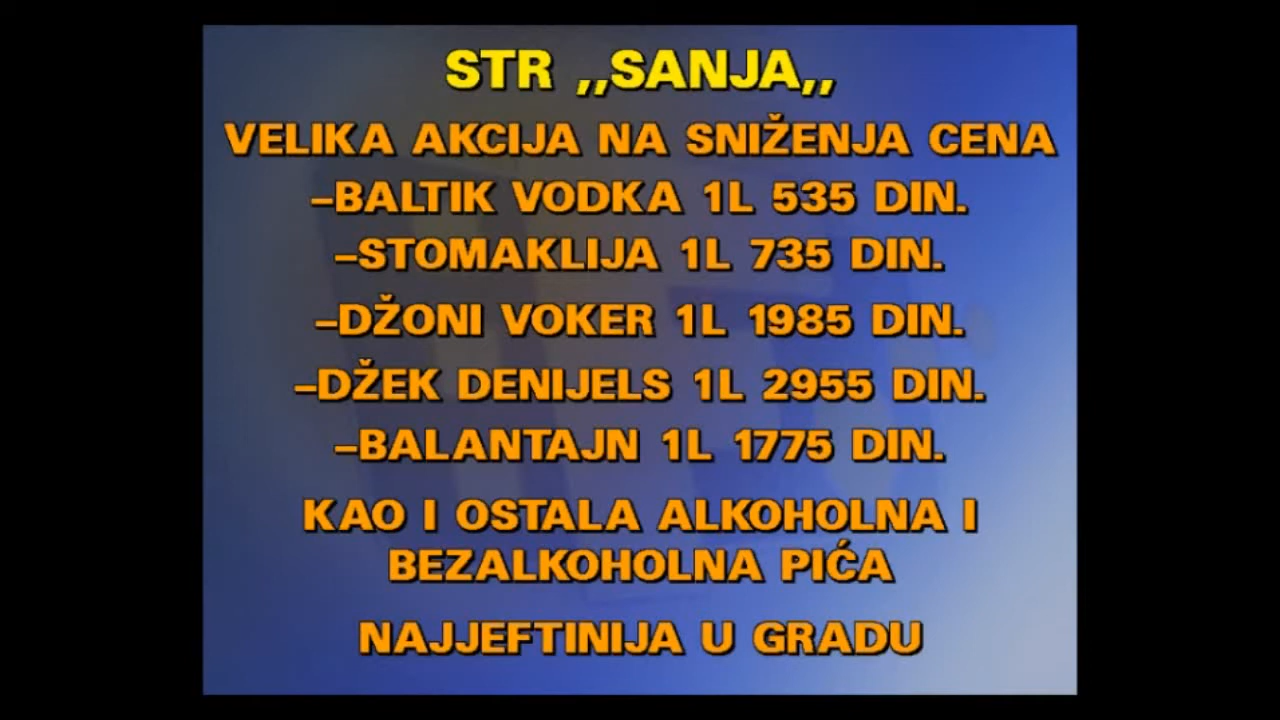 STR ,,SANJA,,
VELIKA AKCIJA NA SNIŽENJA CENA
–BALTIK VODKA 1L 535 DIN.
–STOMAKLIJA 1L 735 DIN.
–DŽONI VOKER 1L 1985 DIN.
–DŽEK DENIJELS 1L 2955 DIN.
–BALANTAJN 1L 1775 DIN.
KAO I OSTALA ALKOHOLNA I
BEZALKOHOLNA PIĆA
NAJJEFTINIJA U GRADU